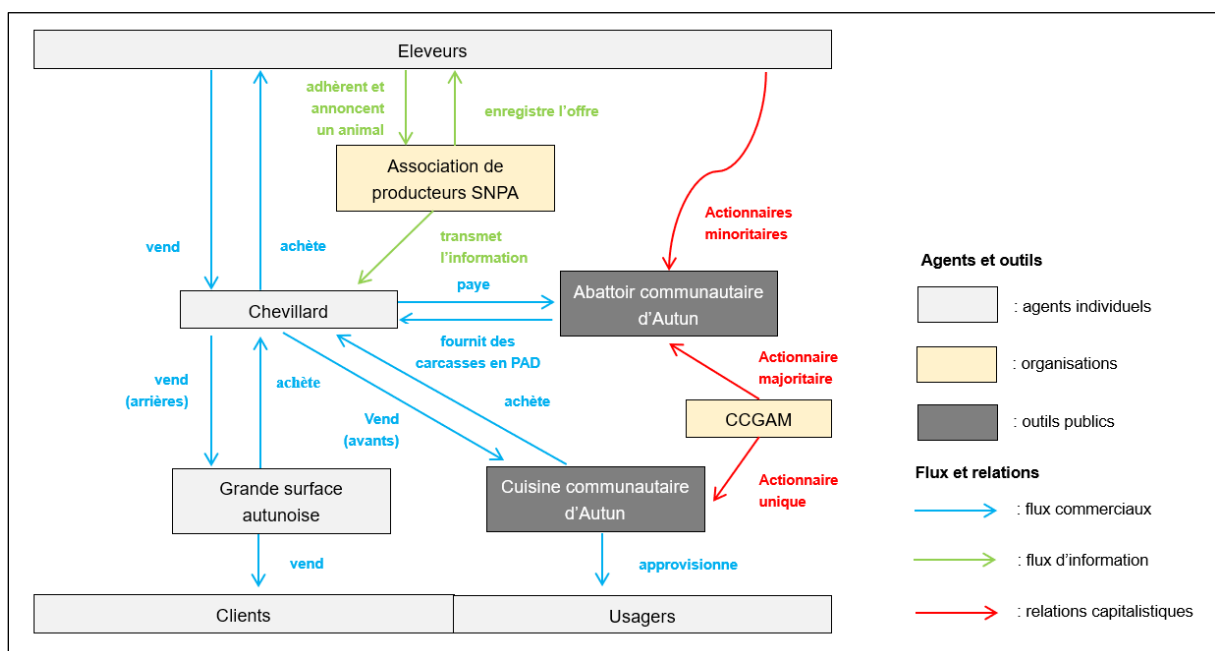 Eleveurs
adhèrent et
annoncent
un animal
enregistre l'offre
Association de
producteurs SNPA
Actionnaires
minoritaires
vend
achète
transmet
l'information
Chevillard
paye
Abattoir communautaire
d'Autun
fournit des
carcasses en PAD
vend
(arrières)
achète
Vend
(avants)
achète
Actionnaire
majoritaire
CCGAM
Grande surface
autunoise
Cuisine communautaire
d'Autun
Actionnaire
unique
vend
approvisionne
Clients
Usagers
Agents et outils
: agents individuels
: organisations
: outils publics
Flux et relations
: flux commerciaux
: flux d'information
: relations capitalistiques